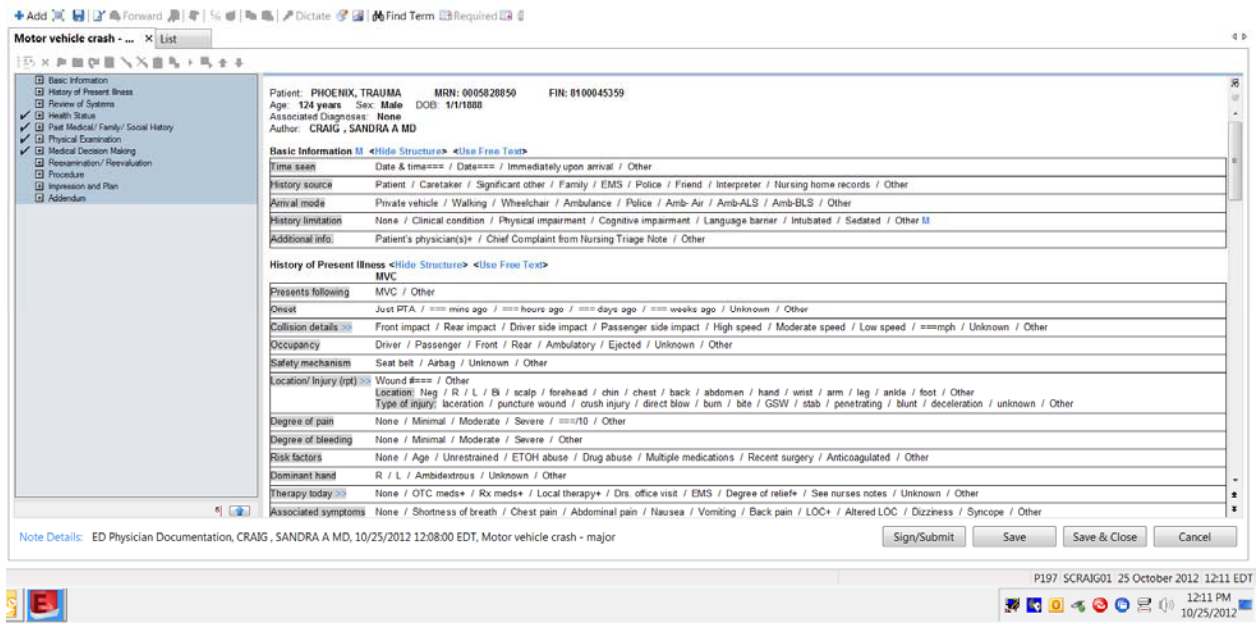 Add Forward Dictate Find Term Required
Motor vehicle crash - ... × List
Basic Information
History of Present Illness
Review of Systems
Health Status
Past Medical/ Family/ Social History
Physical Examination
Medical Decision Making
Reexamination/ Reevaluation
Procedure
Impression and Plan
Addendum
Patient: PHOENIX, TRAUMA MRN: 0005828850 FIN: 8100045359
Age: 124 years Sex: Male DOB: 1/1/1888
Associated Diagnoses: None
Author: CRAIG , SANDRA A MD
Basic Information M <Hide Structure> <Use Free Text>
Time seen Date & time=== / Date=== / Immediately upon arrival / Other
History source Patient / Caretaker / Significant other / Family / EMS / Police / Friend / Interpreter / Nursing home records / Other
Arrival mode Private vehicle / Walking / Wheelchair / Ambulance / Police / Amb- Air / Amb-ALS / Amb-BLS / Other
History limitation None / Clinical condition / Physical impairment / Cognitive impairment / Language barrier / Intubated / Sedated / Other M
Additional info. Patient's physician(s)+ / Chief Complaint from Nursing Triage Note / Other
History of Present Illness <Hide Structure> <Use Free Text>
MVC
Presents following MVC / Other
Onset Just PTA / === mins ago / === hours ago / === days ago / === weeks ago / Unknown / Other
Collision details >> Front impact / Rear impact / Driver side impact / Passenger side impact / High speed / Moderate speed / Low speed / ===mph / Unknown / Other
Occupancy Driver / Passenger / Front / Rear / Ambulatory / Ejected / Unknown / Other
Safety mechanism Seat belt / Airbag / Unknown / Other
Location/ Injury (rpt) >> Wound #=== / Other
Location: Neg / R / L / Bi / scalp / forehead / chin / chest / back / abdomen / hand / wrist / arm / leg / ankle / foot / Other
Type of injury: laceration / puncture wound / crush injury / direct blow / burn / bite / GSW / stab / penetrating / blunt / deceleration / unknown / Other
Degree of pain None / Minimal / Moderate / Severe / ===/10 / Other
Degree of bleeding None / Minimal / Moderate / Severe / Other
Risk factors None / Age / Unrestrained / ETOH abuse / Drug abuse / Multiple medications / Recent surgery / Anticoagulated / Other
Dominant hand R / L / Ambidextrous / Unknown / Other
Therapy today >> None / OTC meds+ / Rx meds+ / Local therapy+ / Drs. office visit / EMS / Degree of relief+ / See nurses notes / Unknown / Other
Associated symptoms None / Shortness of breath / Chest pain / Abdominal pain / Nausea / Vomiting / Back pain / LOC+ / Altered LOC / Dizziness / Syncope / Other
Note Details: ED Physician Documentation, CRAIG , SANDRA A MD, 10/25/2012 12:08:00 EDT, Motor vehicle crash - major
Sign/Submit Save Save & Close Cancel
P197 SCRAIG01 25 October 2012 12:11 EDT
12:11 PM
10/25/2012